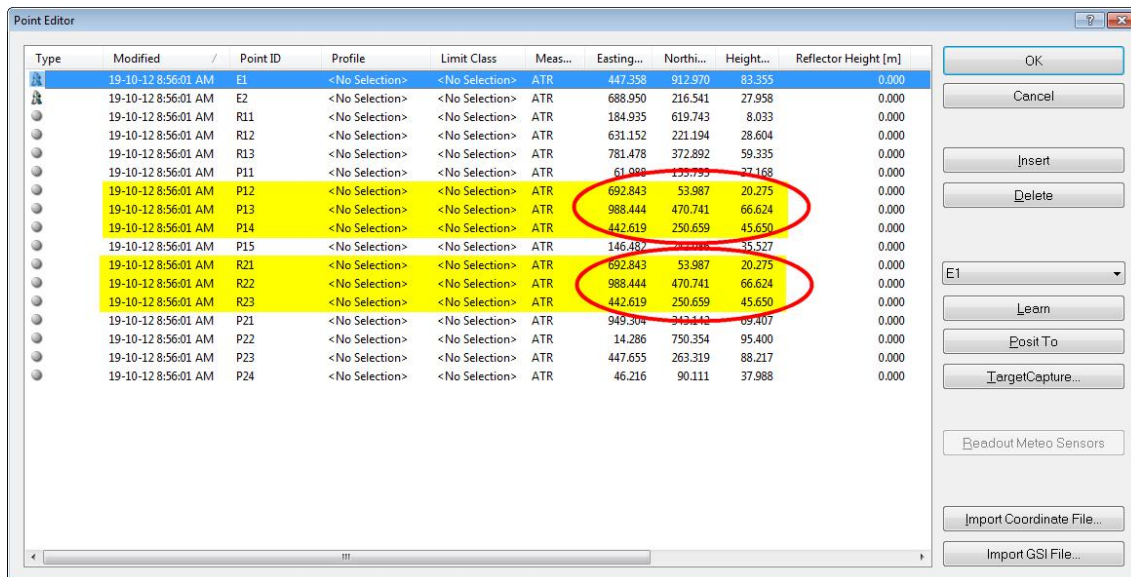 Point Editor
Type Modified Point ID Profile Limit Class Meas... Easting... Northi... Height... Reflector Height [m]
19-10-12 8:56:01 AM E1 <No Selection> <No Selection> ATR 447.358 912.970 83.355 0.000
19-10-12 8:56:01 AM E2 <No Selection> <No Selection> ATR 688.950 216.541 27.958 0.000
19-10-12 8:56:01 AM R11 <No Selection> <No Selection> ATR 184.935 619.743 8.033 0.000
19-10-12 8:56:01 AM R12 <No Selection> <No Selection> ATR 631.152 221.194 28.604 0.000
19-10-12 8:56:01 AM R13 <No Selection> <No Selection> ATR 781.478 372.892 59.335 0.000
19-10-12 8:56:01 AM P11 <No Selection> <No Selection> ATR 61.988 37.168 0.000
19-10-12 8:56:01 AM P12 <No Selection> <No Selection> ATR 692.843 53.987 20.275 0.000
19-10-12 8:56:01 AM P13 <No Selection> <No Selection> ATR 988.444 470.741 66.624 0.000
19-10-12 8:56:01 AM P14 <No Selection> <No Selection> ATR 442.619 250.659 45.650 0.000
19-10-12 8:56:01 AM P15 <No Selection> <No Selection> ATR 146.482 35.527 0.000
19-10-12 8:56:01 AM R21 <No Selection> <No Selection> ATR 692.843 53.987 20.275 0.000
19-10-12 8:56:01 AM R22 <No Selection> <No Selection> ATR 988.444 470.741 66.624 0.000
19-10-12 8:56:01 AM R23 <No Selection> <No Selection> ATR 442.619 250.659 45.650 0.000
19-10-12 8:56:01 AM P21 <No Selection> <No Selection> ATR 949.304 69.407 0.000
19-10-12 8:56:01 AM P22 <No Selection> <No Selection> ATR 14.286 750.354 95.400 0.000
19-10-12 8:56:01 AM P23 <No Selection> <No Selection> ATR 447.655 263.319 88.217 0.000
19-10-12 8:56:01 AM P24 <No Selection> <No Selection> ATR 46.216 90.111 37.988 0.000
OK
Cancel
Insert
Delete
E1
Learn
Posit To
TargetCapture...
Readout Meteo Sensors
Import Coordinate File...
Import GSI File...